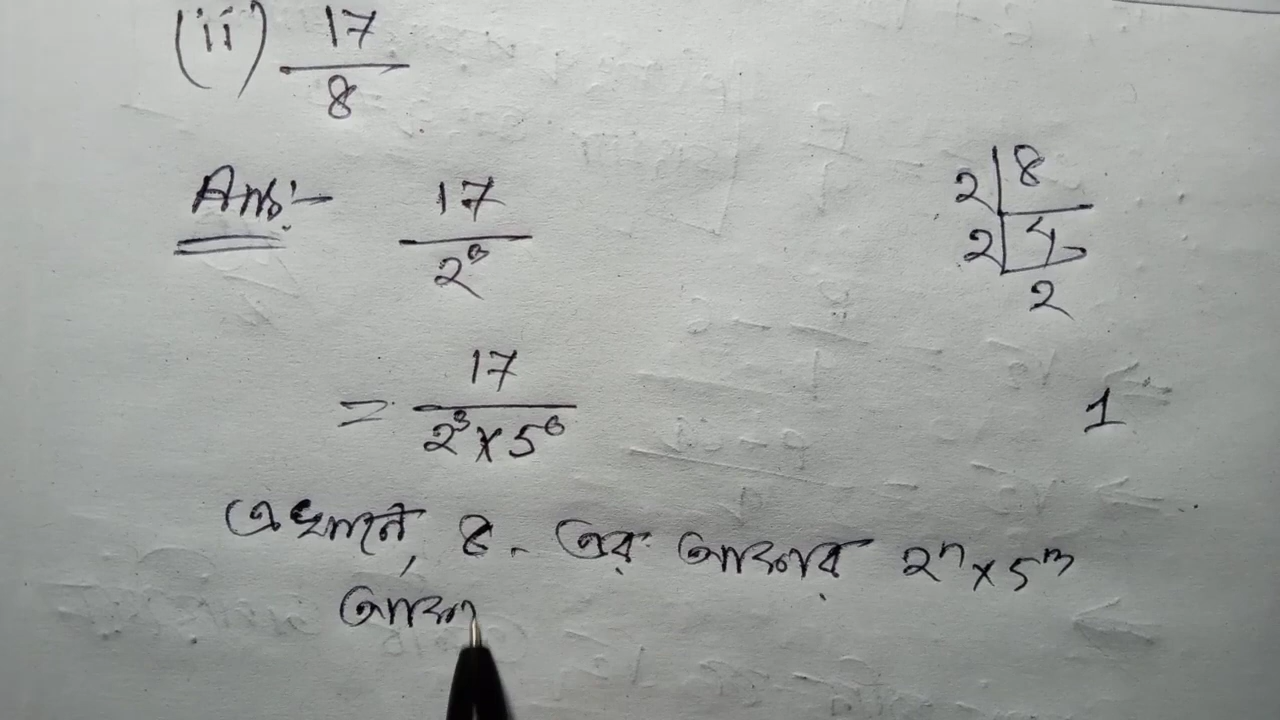 (ii) 17/8
Ans:- 17/2³
2 | 8
2 | 4
2
= 17/2³×5⁰
1
এখানে, 8. এর আকার 2ⁿ×5ᵐ
আকা